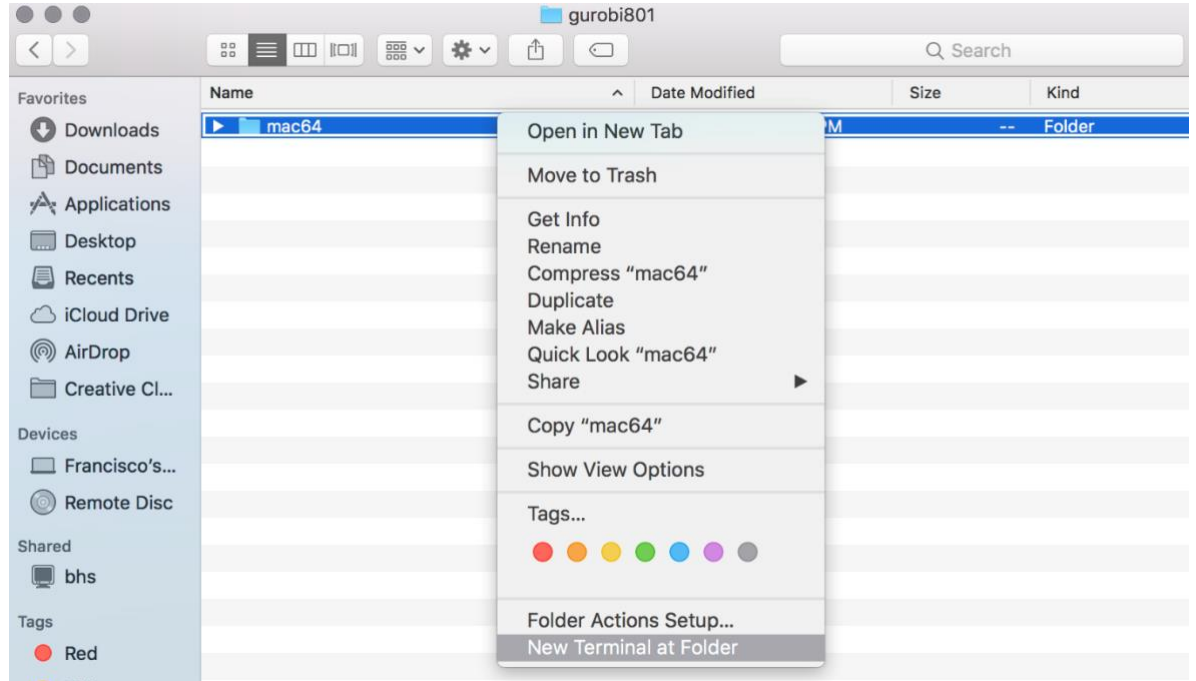 gurobi801
Search
Favorites
Downloads
Documents
Applications
Desktop
Recents
iCloud Drive
AirDrop
Creative Cl...
Devices
Francisco's...
Remote Disc
Shared
bhs
Tags
Red
Name Date Modified Size Kind
mac64 PM -- Folder
Open in New Tab
Move to Trash
Get Info
Rename
Compress “mac64”
Duplicate
Make Alias
Quick Look “mac64”
Share
Copy “mac64”
Show View Options
Tags...
Folder Actions Setup...
New Terminal at Folder